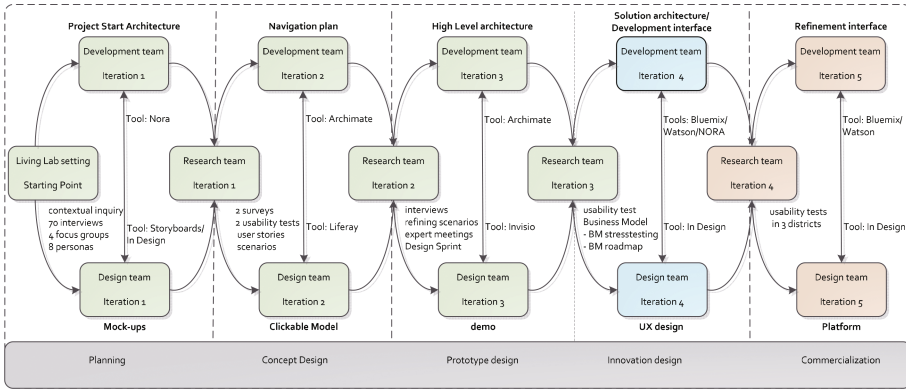 Project Start Architecture
Navigation plan
High Level architecture
Solution architecture/
Development interface
Refinement interface
Development team
Iteration 1
Development team
Iteration 2
Development team
Iteration 3
Development team
Iteration 4
Development team
Iteration 5
Tool: Nora
Tool: Archimate
Tool: Archimate
Tools: Bluemix/
Watson/NORA
Tool: Bluemix/
Watson
Living Lab setting
Starting Point
Research team
Iteration 1
Research team
Iteration 2
Research team
Iteration 3
Research team
Iteration 4
contextual inquiry
70 interviews
4 focus groups
8 personas
Tool: Storyboards/
In Design
2 surveys
2 usability tests
user stories
scenarios
Tool: Liferay
interviews
refining scenarios
expert meetings
Design Sprint
Tool: Invisio
usability test
Business Model
- BM stresstesting
- BM roadmap
Tool: In Design
usability tests
in 3 districts
Tool: In Design
Design team
Iteration 1
Design team
Iteration 2
Design team
Iteration 3
Design team
Iteration 4
Design team
Iteration 5
Mock-ups
Clickable Model
demo
UX design
Platform
Planning
Concept Design
Prototype design
Innovation design
Commercialization